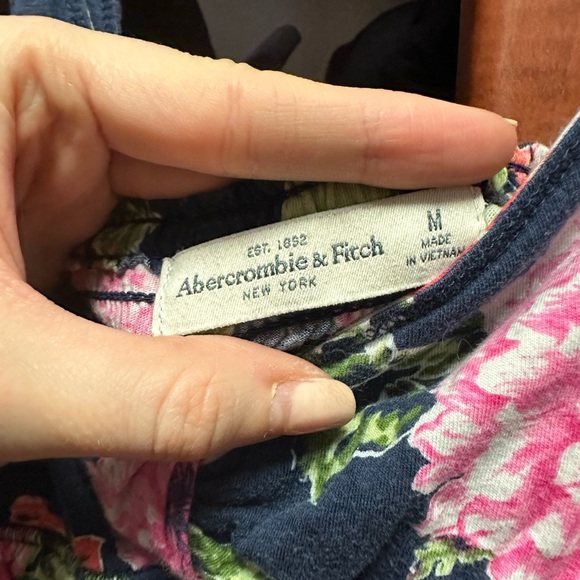 EST. 1892
Abercrombie & Fitch
NEW YORK
M
MADE
IN VIETNAM